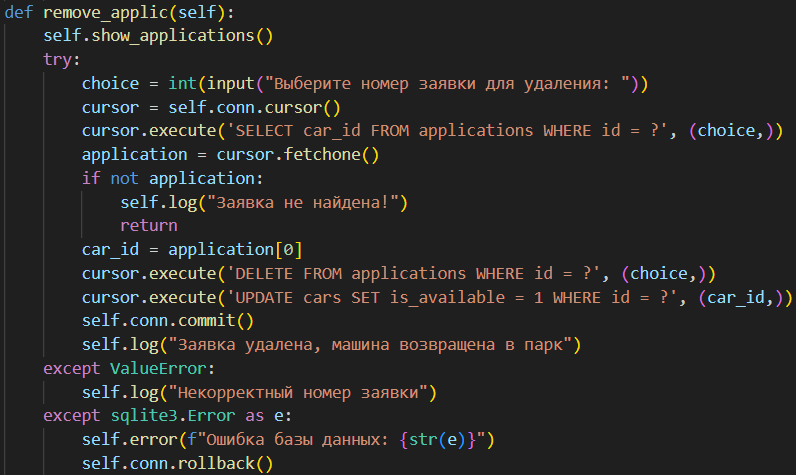 def remove_applic(self):
    self.show_applications()
    try:
        choice = int(input("Выберите номер заявки для удаления: "))
        cursor = self.conn.cursor()
        cursor.execute('SELECT car_id FROM applications WHERE id = ?', (choice,))
        application = cursor.fetchone()
        if not application:
            self.log("Заявка не найдена!")
            return
        car_id = application[0]
        cursor.execute('DELETE FROM applications WHERE id = ?', (choice,))
        cursor.execute('UPDATE cars SET is_available = 1 WHERE id = ?', (car_id,))
        self.conn.commit()
        self.log("Заявка удалена, машина возвращена в парк")
    except ValueError:
        self.log("Некорректный номер заявки")
    except sqlite3.Error as e:
        self.error(f"Ошибка базы данных: {str(e)}")
        self.conn.rollback()